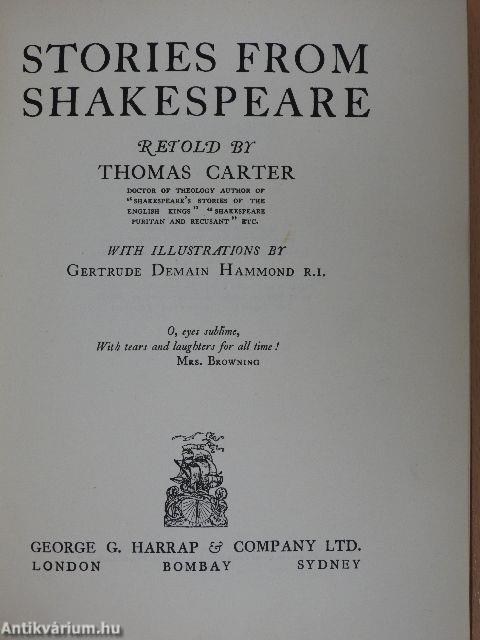 STORIES FROM
SHAKESPEARE
RETOLD BY
THOMAS CARTER
DOCTOR OF THEOLOGY AUTHOR OF
"SHAKESPEARE'S STORIES OF THE
ENGLISH KINGS" "SHAKESPEARE
PURITAN AND RECUSANT" ETC.
WITH ILLUSTRATIONS BY
GERTRUDE DEMAIN HAMMOND R.I.
O, eyes sublime,
With tears and laughters for all time!
MRS. BROWNING
GEORGE G. HARRAP & COMPANY LTD.
LONDON BOMBAY SYDNEY
Antikvárium.hu